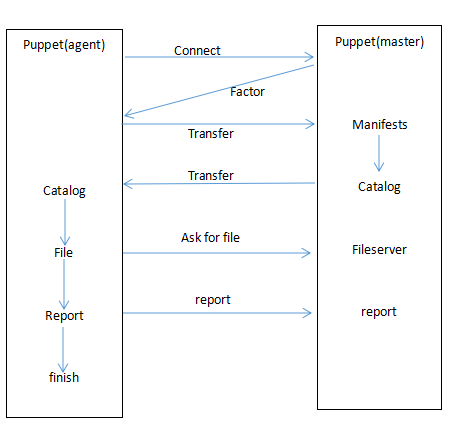 Puppet(agent)
Connect
Puppet(master)
Factor
Transfer
Manifests
Transfer
Catalog
Catalog
Ask for file
File
Fileserver
report
Report
report
finish